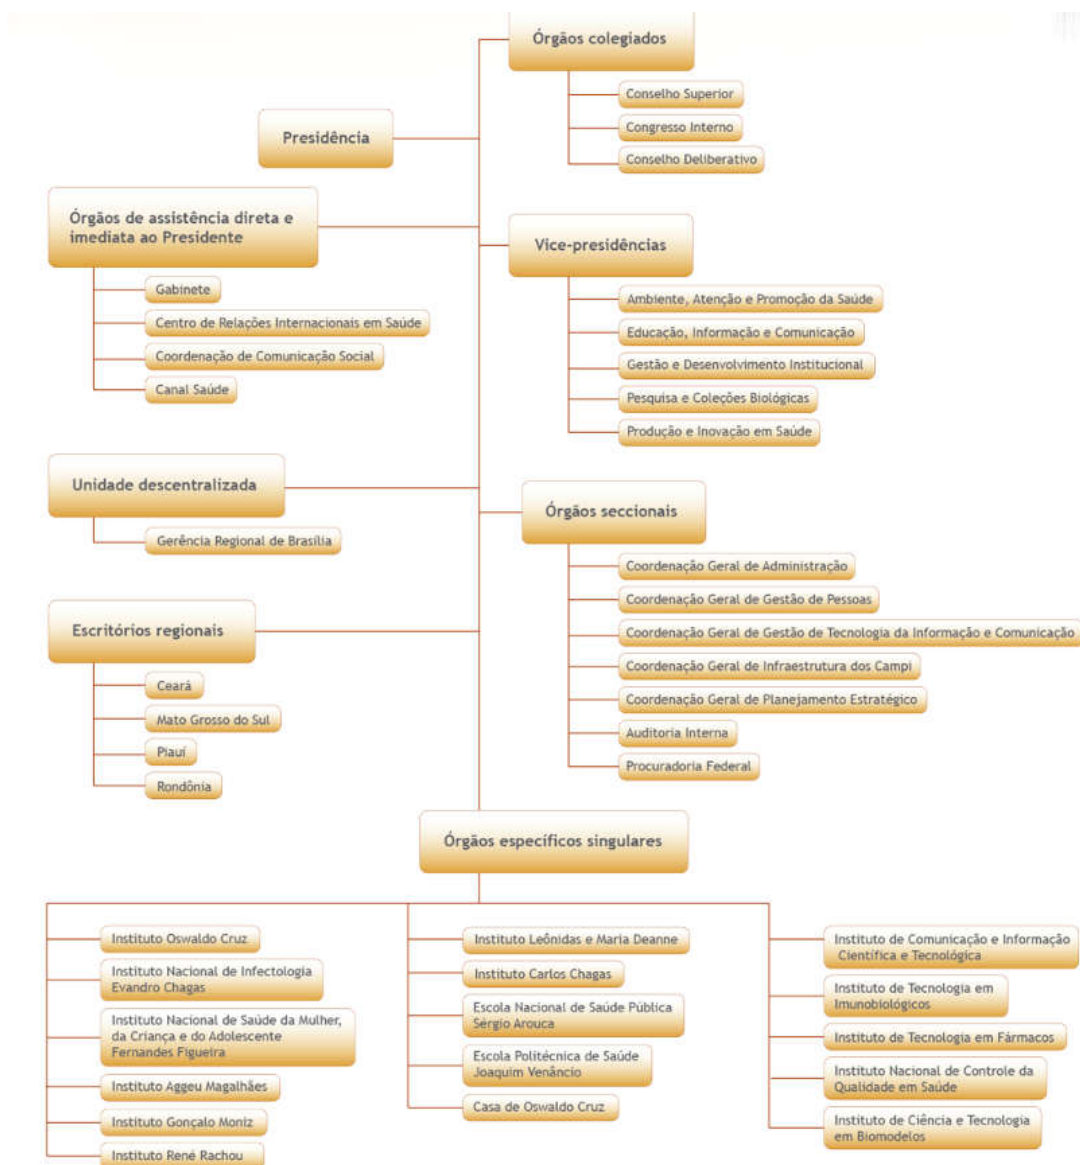 Órgãos colegiados
Conselho Superior
Congresso Interno
Conselho Deliberativo
Presidência
Órgãos de assistência direta e
imediata ao Presidente
Gabinete
Centro de Relações Internacionais em Saúde
Coordenação de Comunicação Social
Canal Saúde
Vice-presidências
Ambiente, Atenção e Promoção da Saúde
Educação, Informação e Comunicação
Gestão e Desenvolvimento Institucional
Pesquisa e Coleções Biológicas
Produção e Inovação em Saúde
Unidade descentralizada
Gerência Regional de Brasília
Órgãos seccionais
Coordenação Geral de Administração
Coordenação Geral de Gestão de Pessoas
Coordenação Geral de Gestão de Tecnologia da Informação e Comunicação
Coordenação Geral de Infraestrutura dos Campi
Coordenação Geral de Planejamento Estratégico
Auditoria Interna
Procuradoria Federal
Escritórios regionais
Ceará
Mato Grosso do Sul
Piauí
Rondônia
Órgãos específicos singulares
Instituto Oswaldo Cruz
Instituto Nacional de Infectologia
Evandro Chagas
Instituto Nacional de Saúde da Mulher,
da Criança e do Adolescente
Fernandes Figueira
Instituto Aggeu Magalhães
Instituto Gonçalo Moniz
Instituto René Rachou
Instituto Leônidas e Maria Deanne
Instituto Carlos Chagas
Escola Nacional de Saúde Pública
Sérgio Arouca
Escola Politécnica de Saúde
Joaquim Venâncio
Casa de Oswaldo Cruz
Instituto de Comunicação e Informação
Científica e Tecnológica
Instituto de Tecnologia em
Imunobiológicos
Instituto de Tecnologia em Fármacos
Instituto Nacional de Controle da
Qualidade em Saúde
Instituto de Ciência e Tecnologia
em Biomodelos